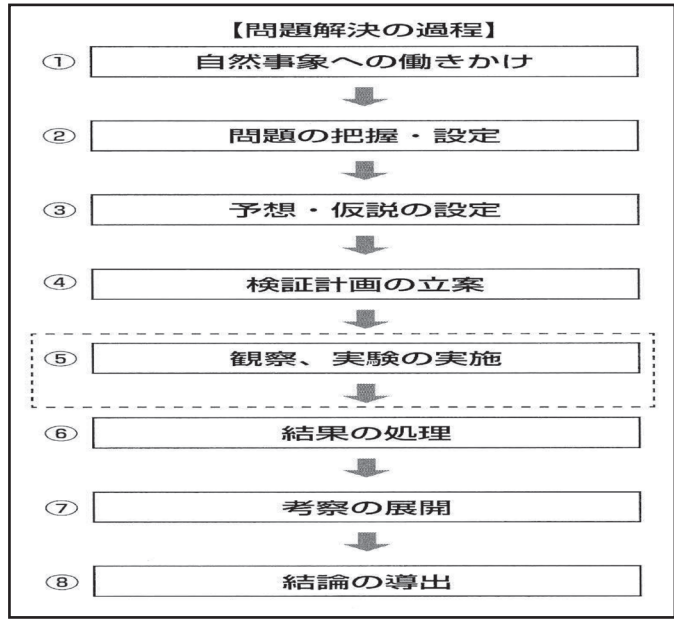 【問題解決の過程】
① 自然事象への働きかけ
② 問題の把握・設定
③ 予想・仮説の設定
④ 検証計画の立案
⑤ 観察、実験の実施
⑥ 結果の処理
⑦ 考察の展開
⑧ 結論の導出